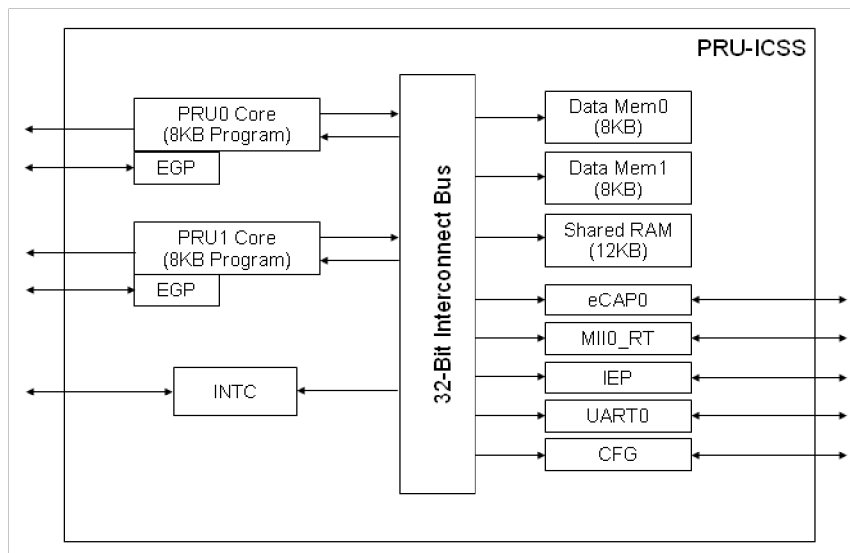 PRU-ICSS
PRU0 Core
(8KB Program)
EGP
PRU1 Core
(8KB Program)
EGP
INTC
32-Bit Interconnect Bus
Data Mem0
(8KB)
Data Mem1
(8KB)
Shared RAM
(12KB)
eCAP0
MII0_RT
IEP
UART0
CFG